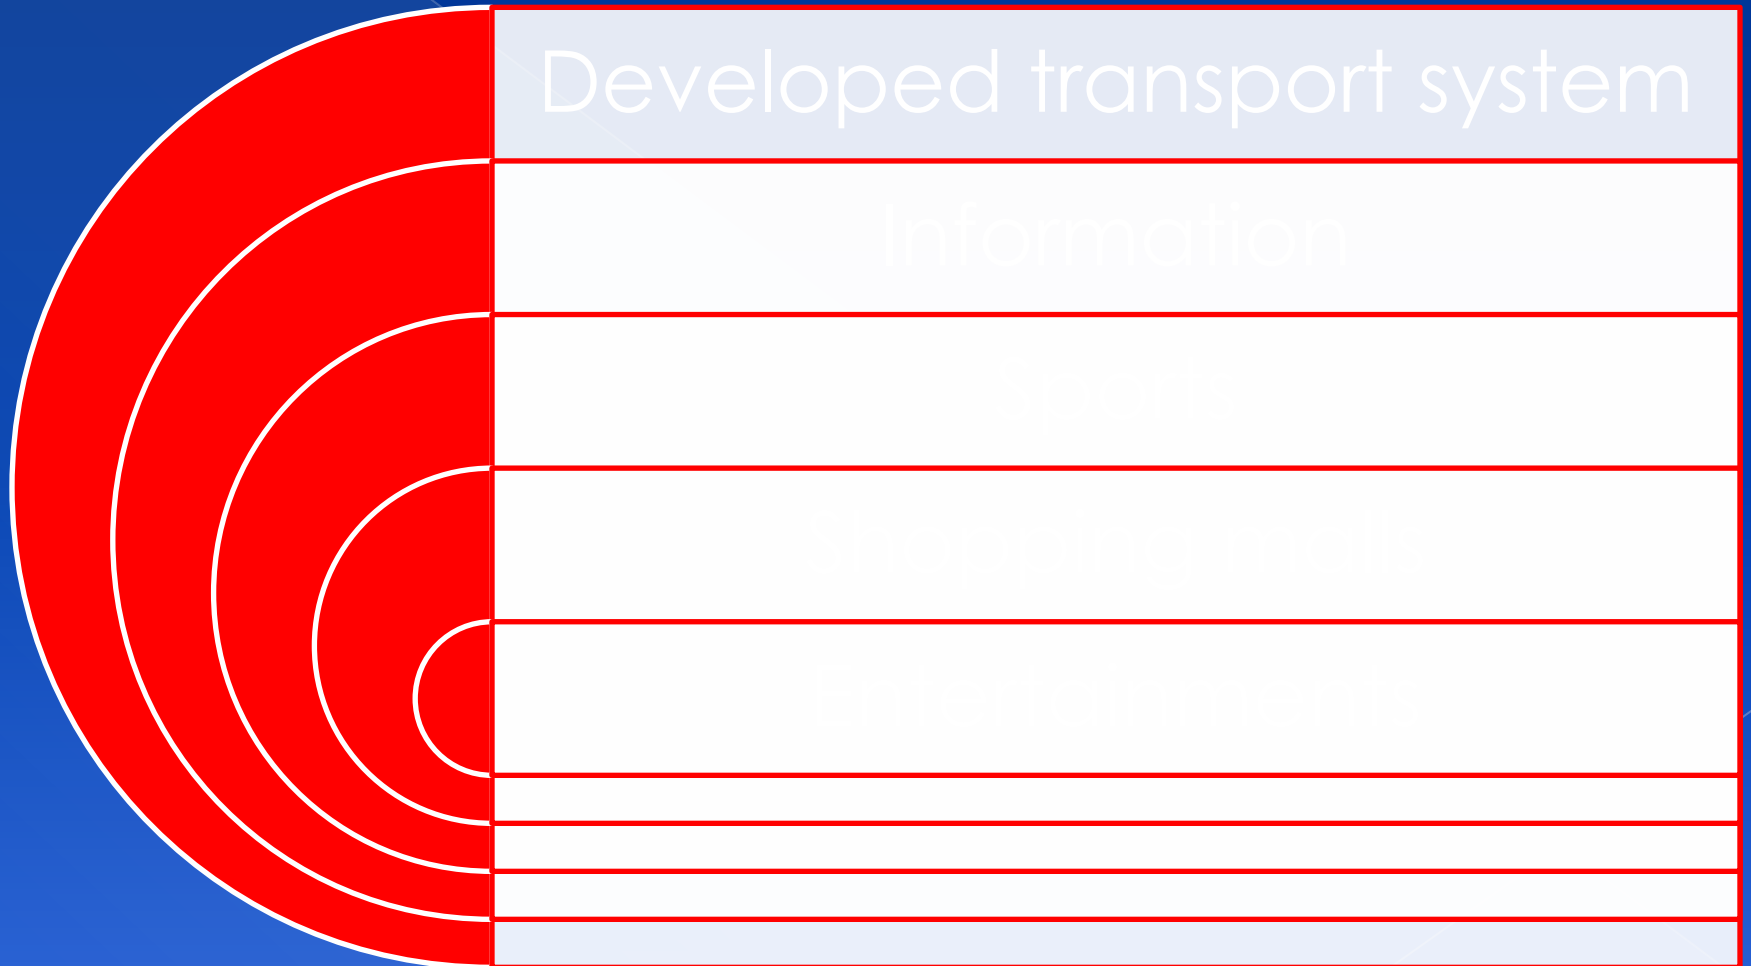 Developed transport system
Information
Sports
Shopping malls
Entertainments